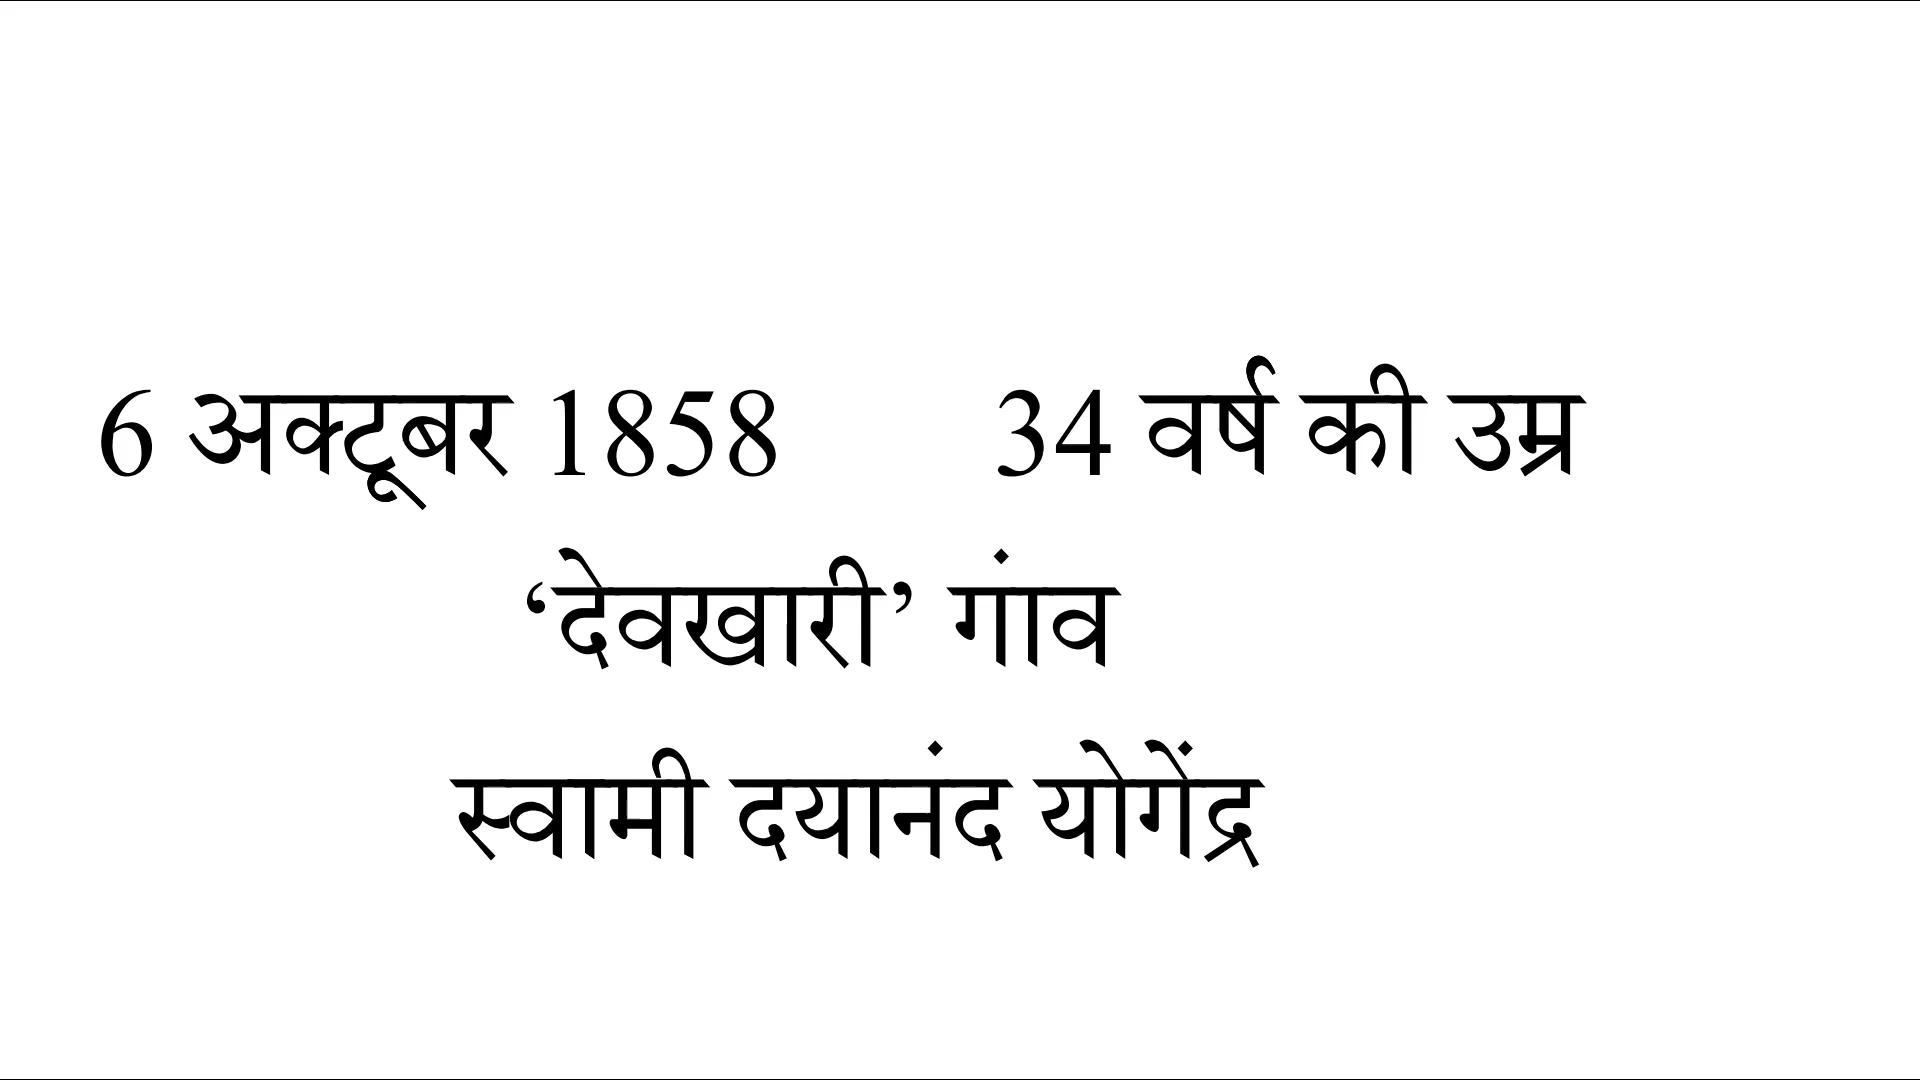 6 अक्टूबर 1858 34 वर्ष की उम्र
‘देवखारी’ गांव
स्वामी दयानंद योगेंद्र